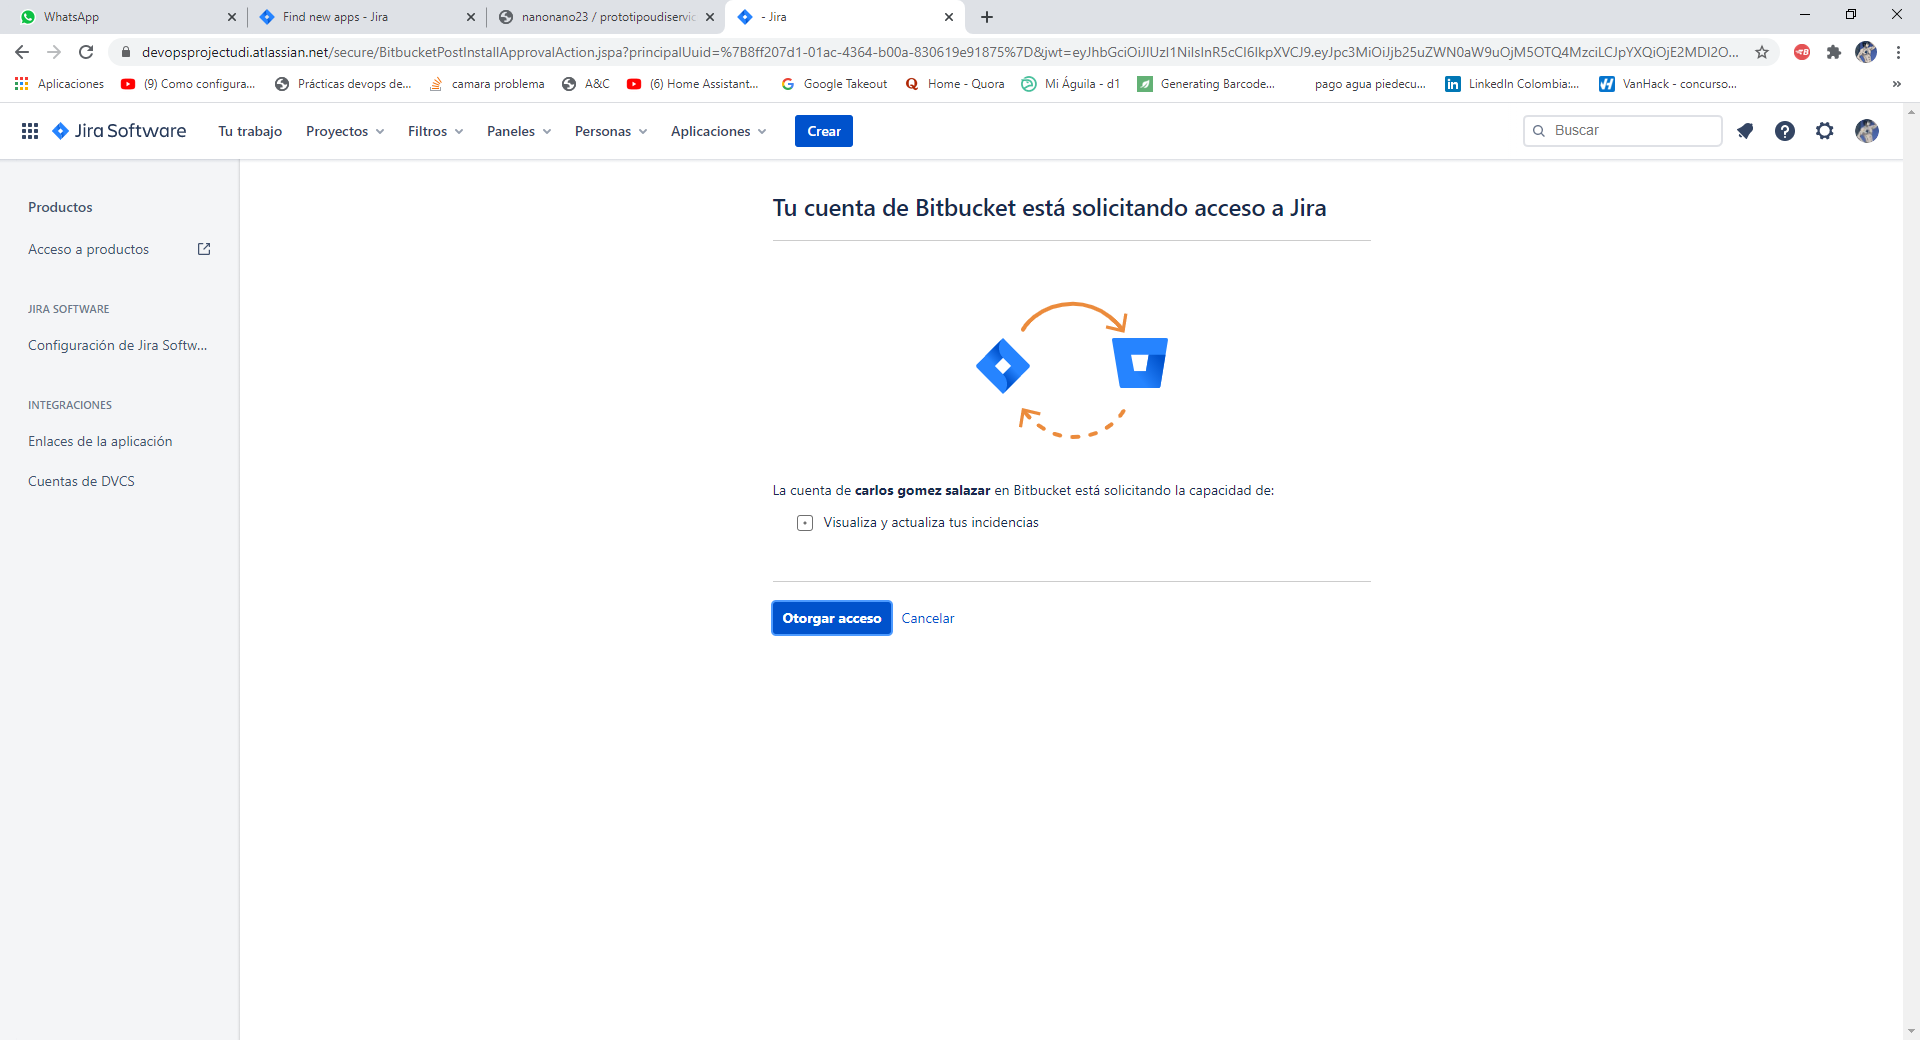 WhatsApp
Find new apps - Jira
nanonano23 / prototipoudiservic
- Jira
devopsprojectudi.atlassian.net/secure/BitbucketPostInstallApprovalAction.jspa?principalUuid=%7B8ff207d1-01ac-4364-b00a-830619e91875%7D&jwt=eyJhbGciOiJIUzI1NiIsInR5cCI6IkpXVCJ9.eyJpc3MiOiJjb25uZWN0aW9uOjM5OTQ4MzciLCJpYXQiOjE2MDI2O...
Aplicaciones
(9) Como configura...
Prácticas devops de...
camara problema
A&C
(6) Home Assistant...
Google Takeout
Home - Quora
Mi Águila - d1
Generating Barcode...
pago agua piedecu...
LinkedIn Colombia:...
VanHack - concurso...
»
Jira Software
Tu trabajo
Proyectos
Filtros
Paneles
Personas
Aplicaciones
Crear
Buscar
Productos
Acceso a productos
JIRA SOFTWARE
Configuración de Jira Softw...
INTEGRACIONES
Enlaces de la aplicación
Cuentas de DVCS
Tu cuenta de Bitbucket está solicitando acceso a Jira
La cuenta de carlos gomez salazar en Bitbucket está solicitando la capacidad de:
Visualiza y actualiza tus incidencias
Otorgar acceso
Cancelar